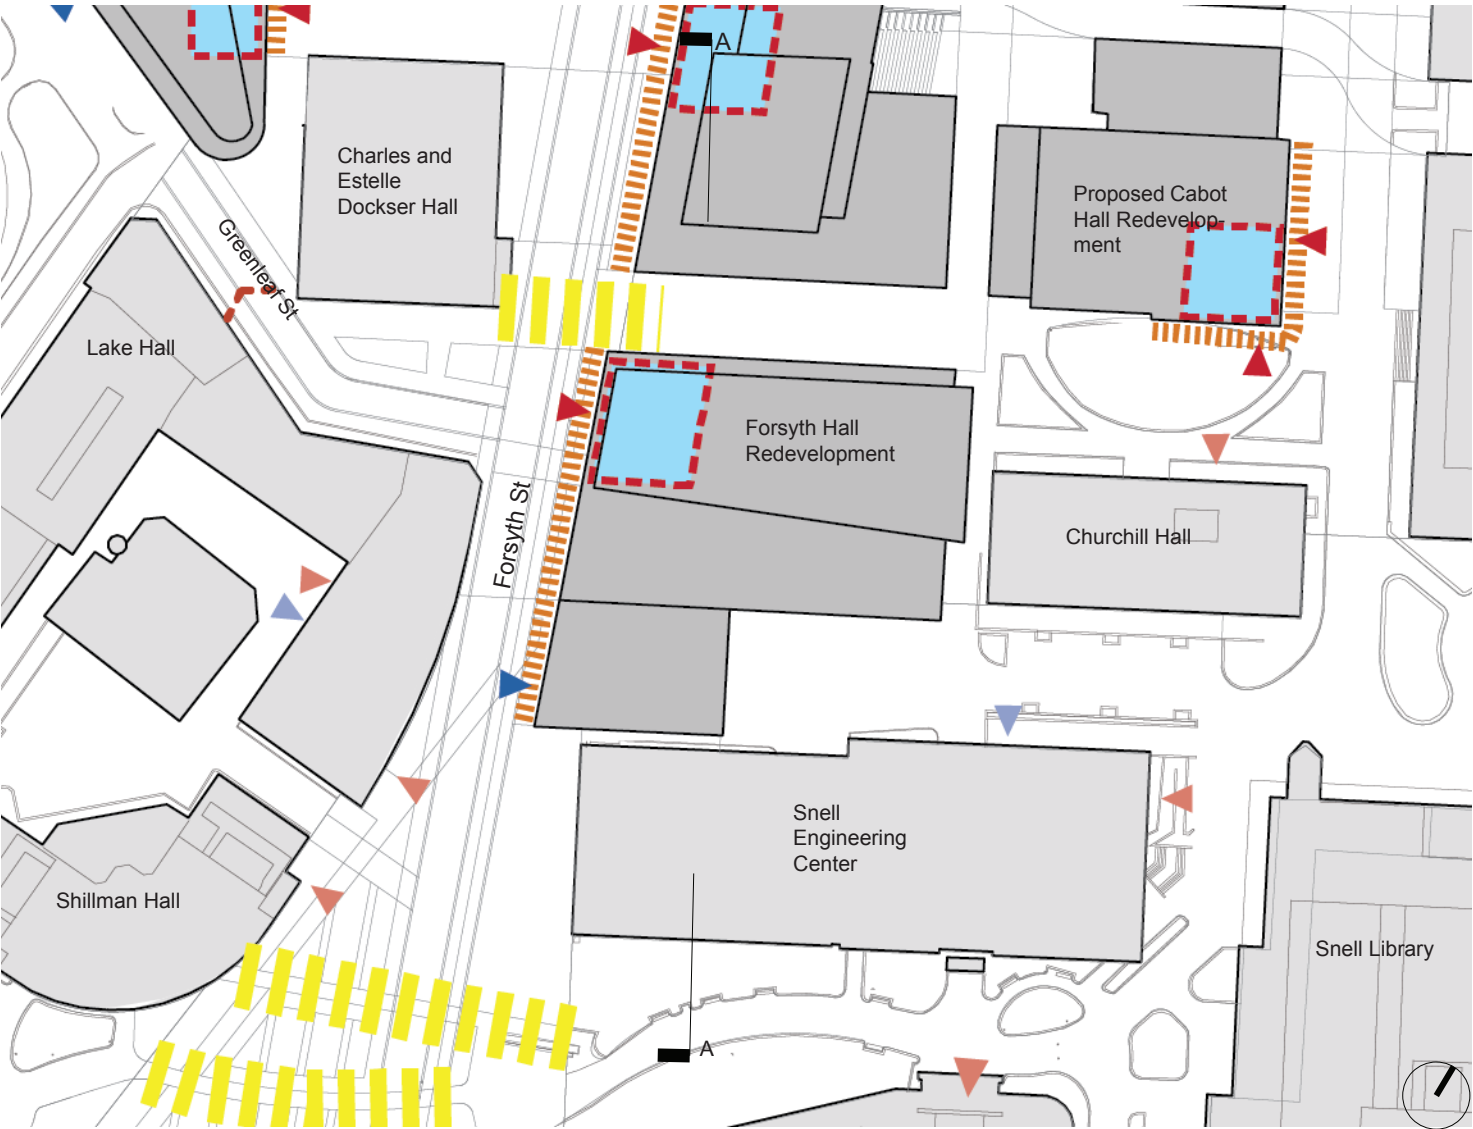 A
Charles and
Estelle
Dockser Hall
Proposed Cabot
Hall Redevelop-
ment
Greenleaf St
Lake Hall
Forsyth Hall
Redevelopment
Forsyth St
Churchill Hall
Snell
Engineering
Center
Shillman Hall
Snell Library
A